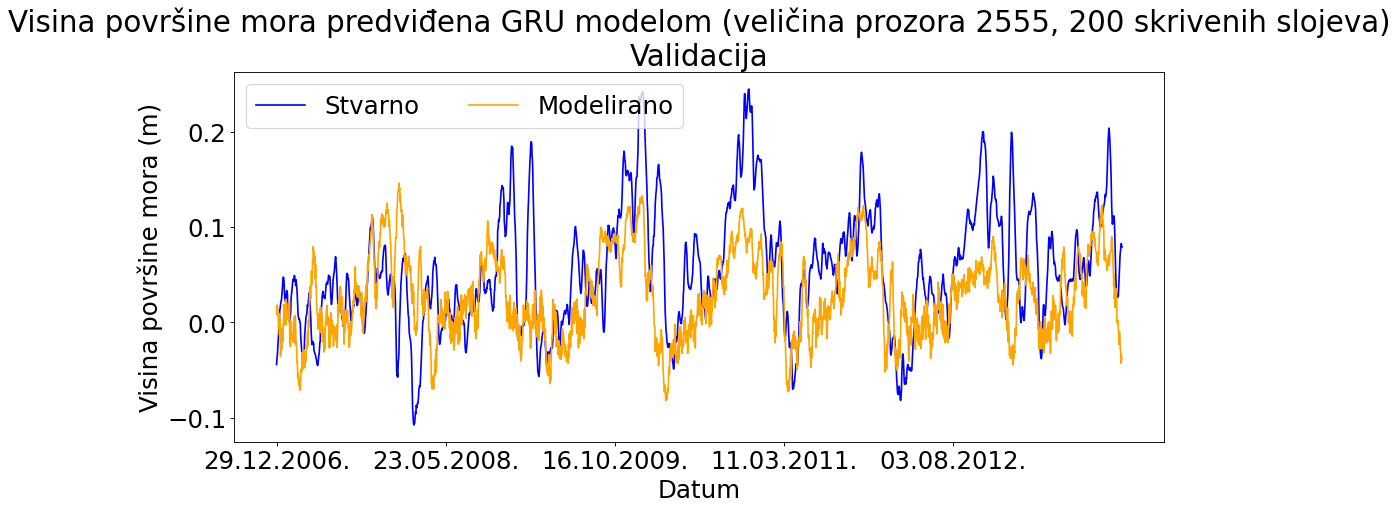 Visina površine mora predviđena GRU modelom (veličina prozora 2555, 200 skrivenih slojeva)
Validacija
Stvarno Modelirano
Visina površine mora (m)
0.2
0.1
0.0
−0.1
29.12.2006. 23.05.2008. 16.10.2009. 11.03.2011. 03.08.2012.
Datum